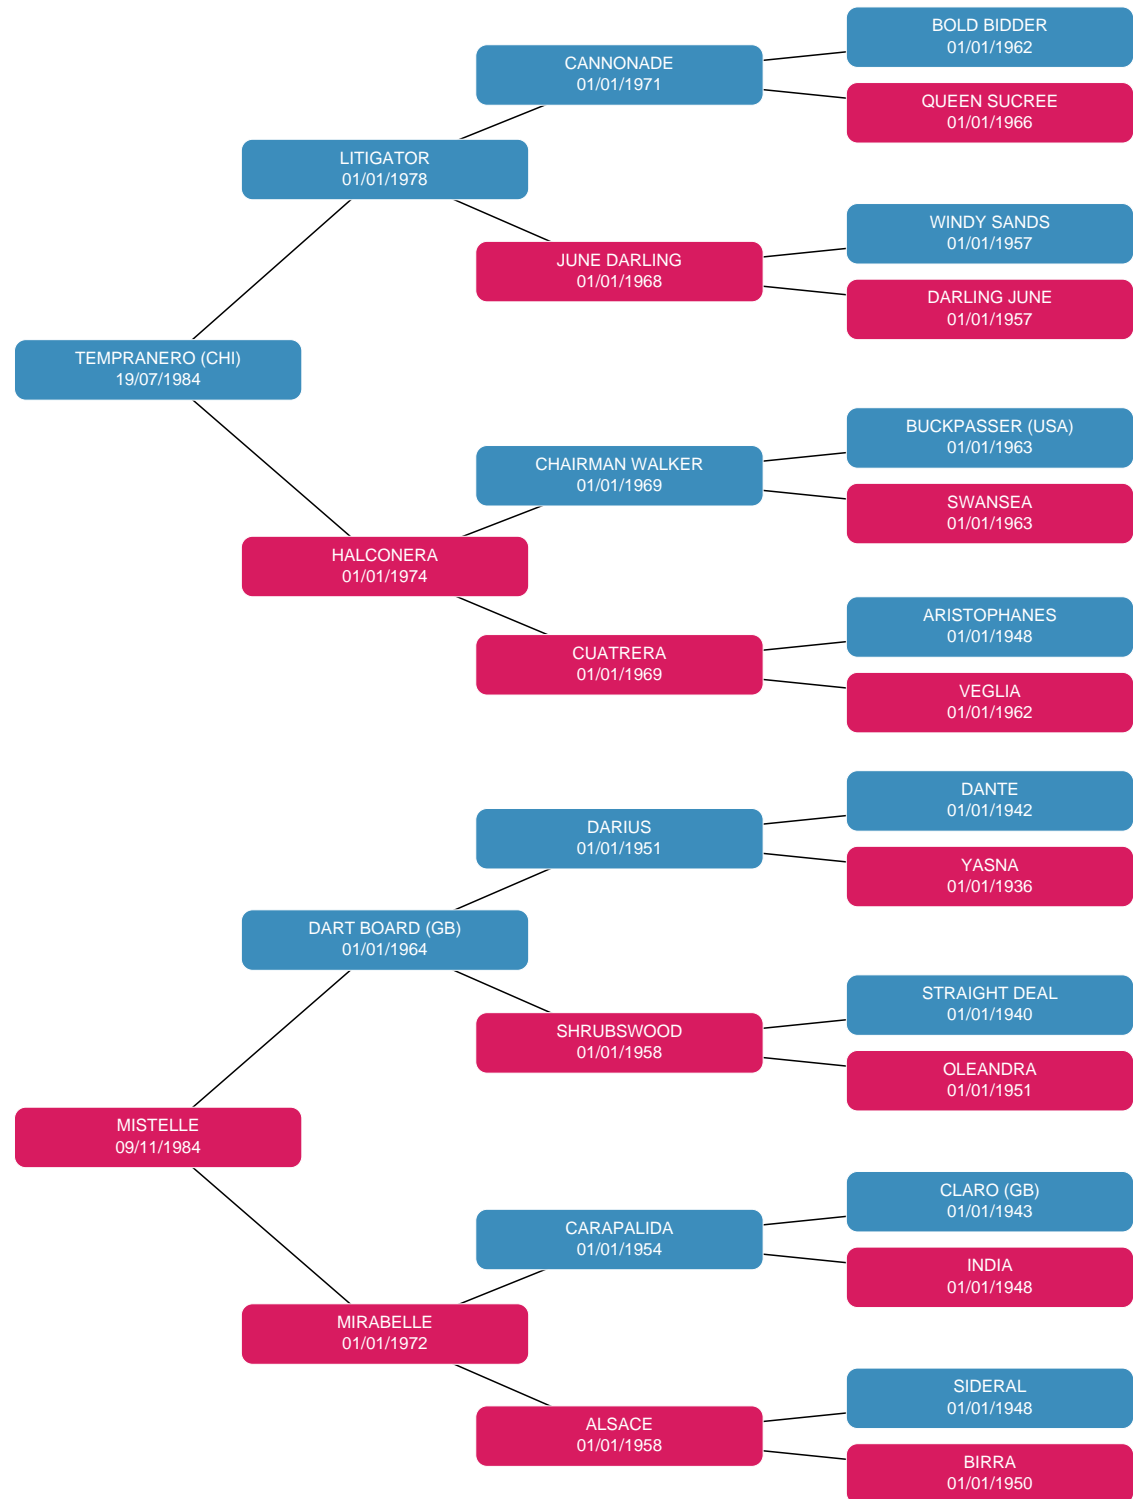 BOLD BIDDER
01/01/1962
CANNONADE
01/01/1971
QUEEN SUCREE
01/01/1966
LITIGATOR
01/01/1978
WINDY SANDS
01/01/1957
JUNE DARLING
01/01/1968
DARLING JUNE
01/01/1957
TEMPRANERO (CHI)
19/07/1984
BUCKPASSER (USA)
01/01/1963
CHAIRMAN WALKER
01/01/1969
SWANSEA
01/01/1963
HALCONERA
01/01/1974
ARISTOPHANES
01/01/1948
CUATRERA
01/01/1969
VEGLIA
01/01/1962
DANTE
01/01/1942
DARIUS
01/01/1951
YASNA
01/01/1936
DART BOARD (GB)
01/01/1964
STRAIGHT DEAL
01/01/1940
SHRUBSWOOD
01/01/1958
OLEANDRA
01/01/1951
MISTELLE
09/11/1984
CLARO (GB)
01/01/1943
CARAPALIDA
01/01/1954
INDIA
01/01/1948
MIRABELLE
01/01/1972
SIDERAL
01/01/1948
ALSACE
01/01/1958
BIRRA
01/01/1950